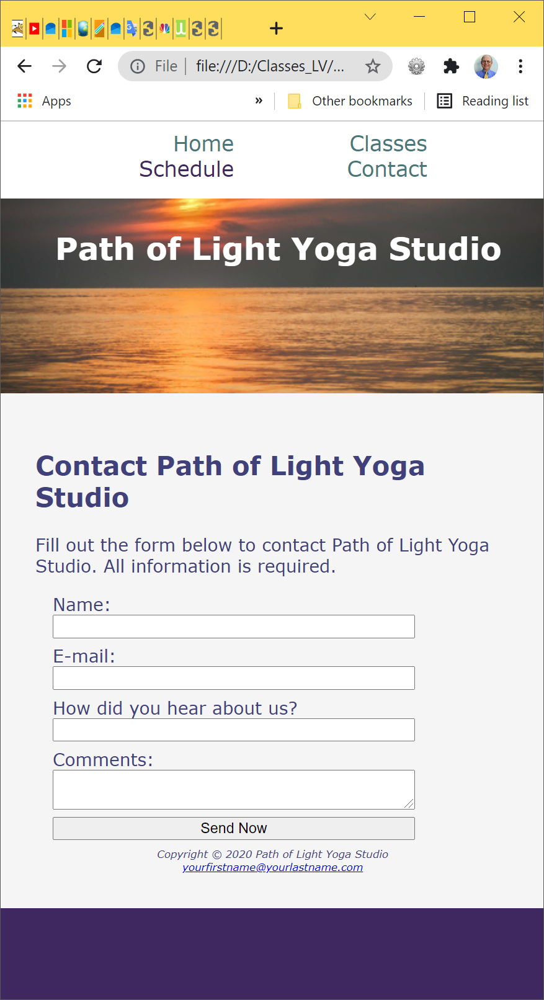 File
file:///D:/Classes_LV/...
Apps
»
Other bookmarks
Reading list
Home
Classes
Schedule
Contact
Path of Light Yoga Studio
Contact Path of Light Yoga
Studio
Fill out the form below to contact Path of Light Yoga
Studio. All information is required.
Name:
E-mail:
How did you hear about us?
Comments:
Send Now
Copyright © 2020 Path of Light Yoga Studio
yourfirstname@yourlastname.com